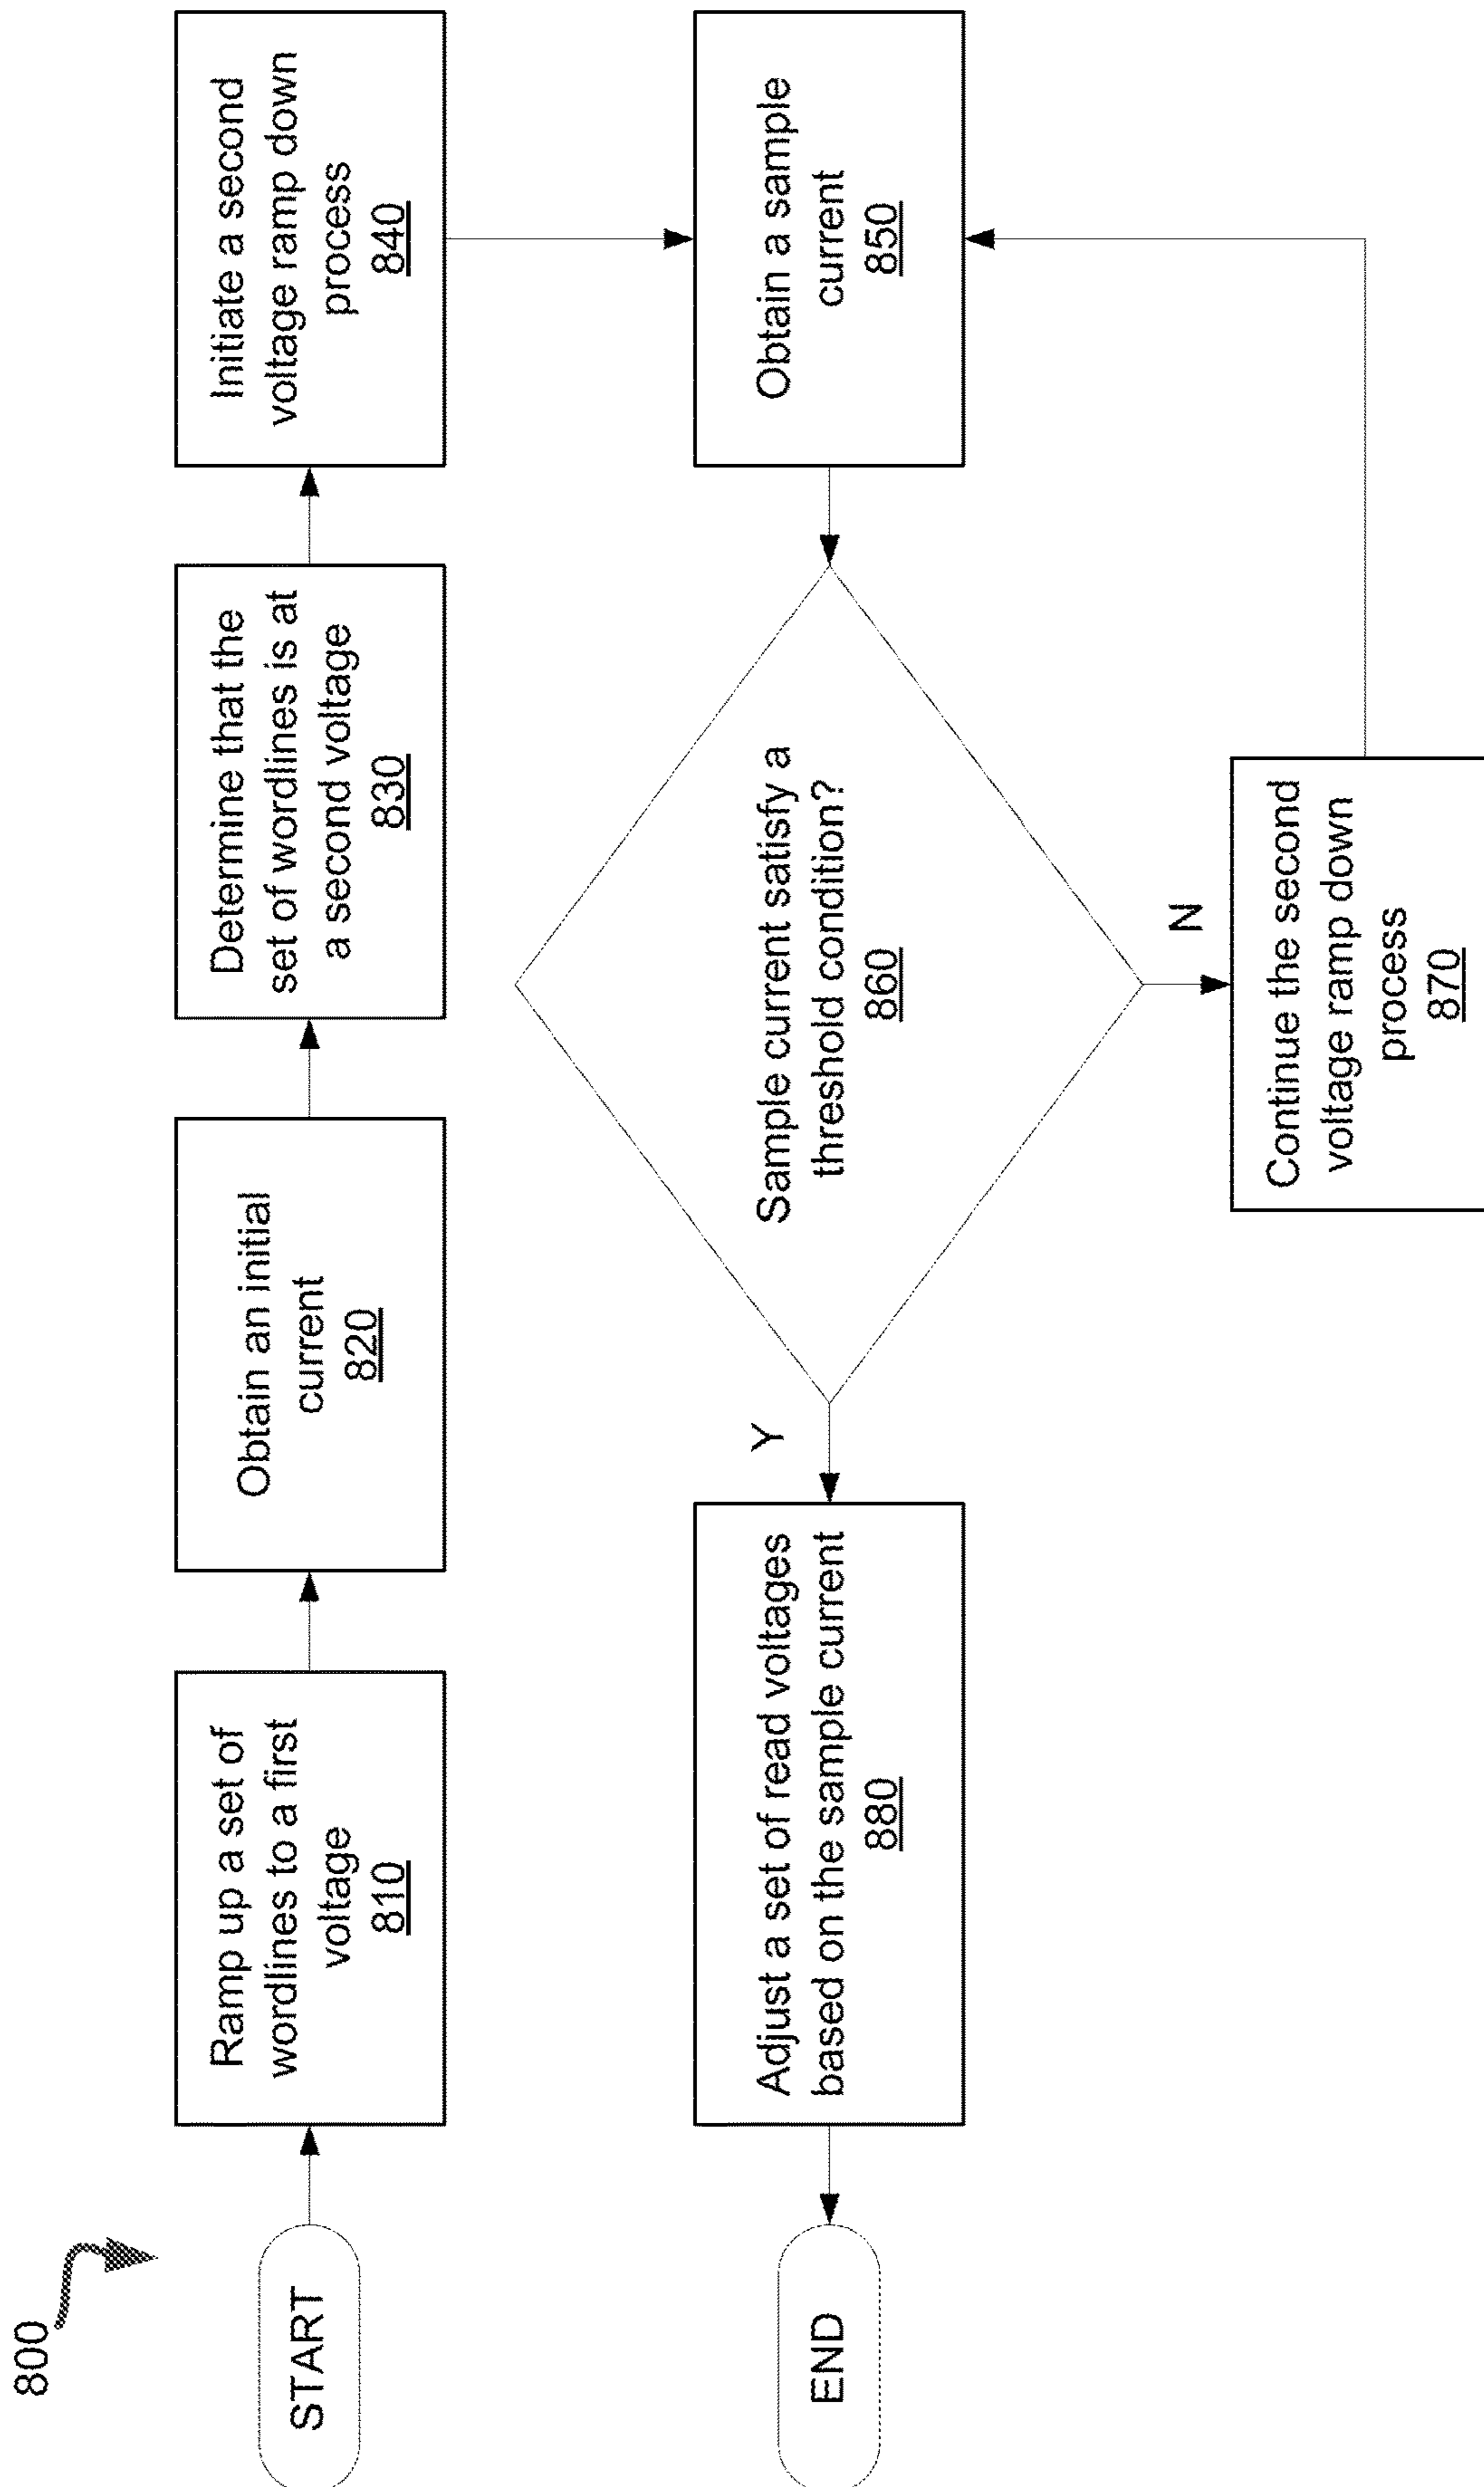 800
START
Ramp up a set of
wordlines to a first
voltage
810
Obtain an initial
current
820
Determine that the
set of wordlines is at
a second voltage
830
Initiate a second
voltage ramp down
process
840
Obtain a sample
current
850
Sample current satisfy a
threshold condition?
860
N
Continue the second
voltage ramp down
process
870
Y
Adjust a set of read voltages
based on the sample current
880
END